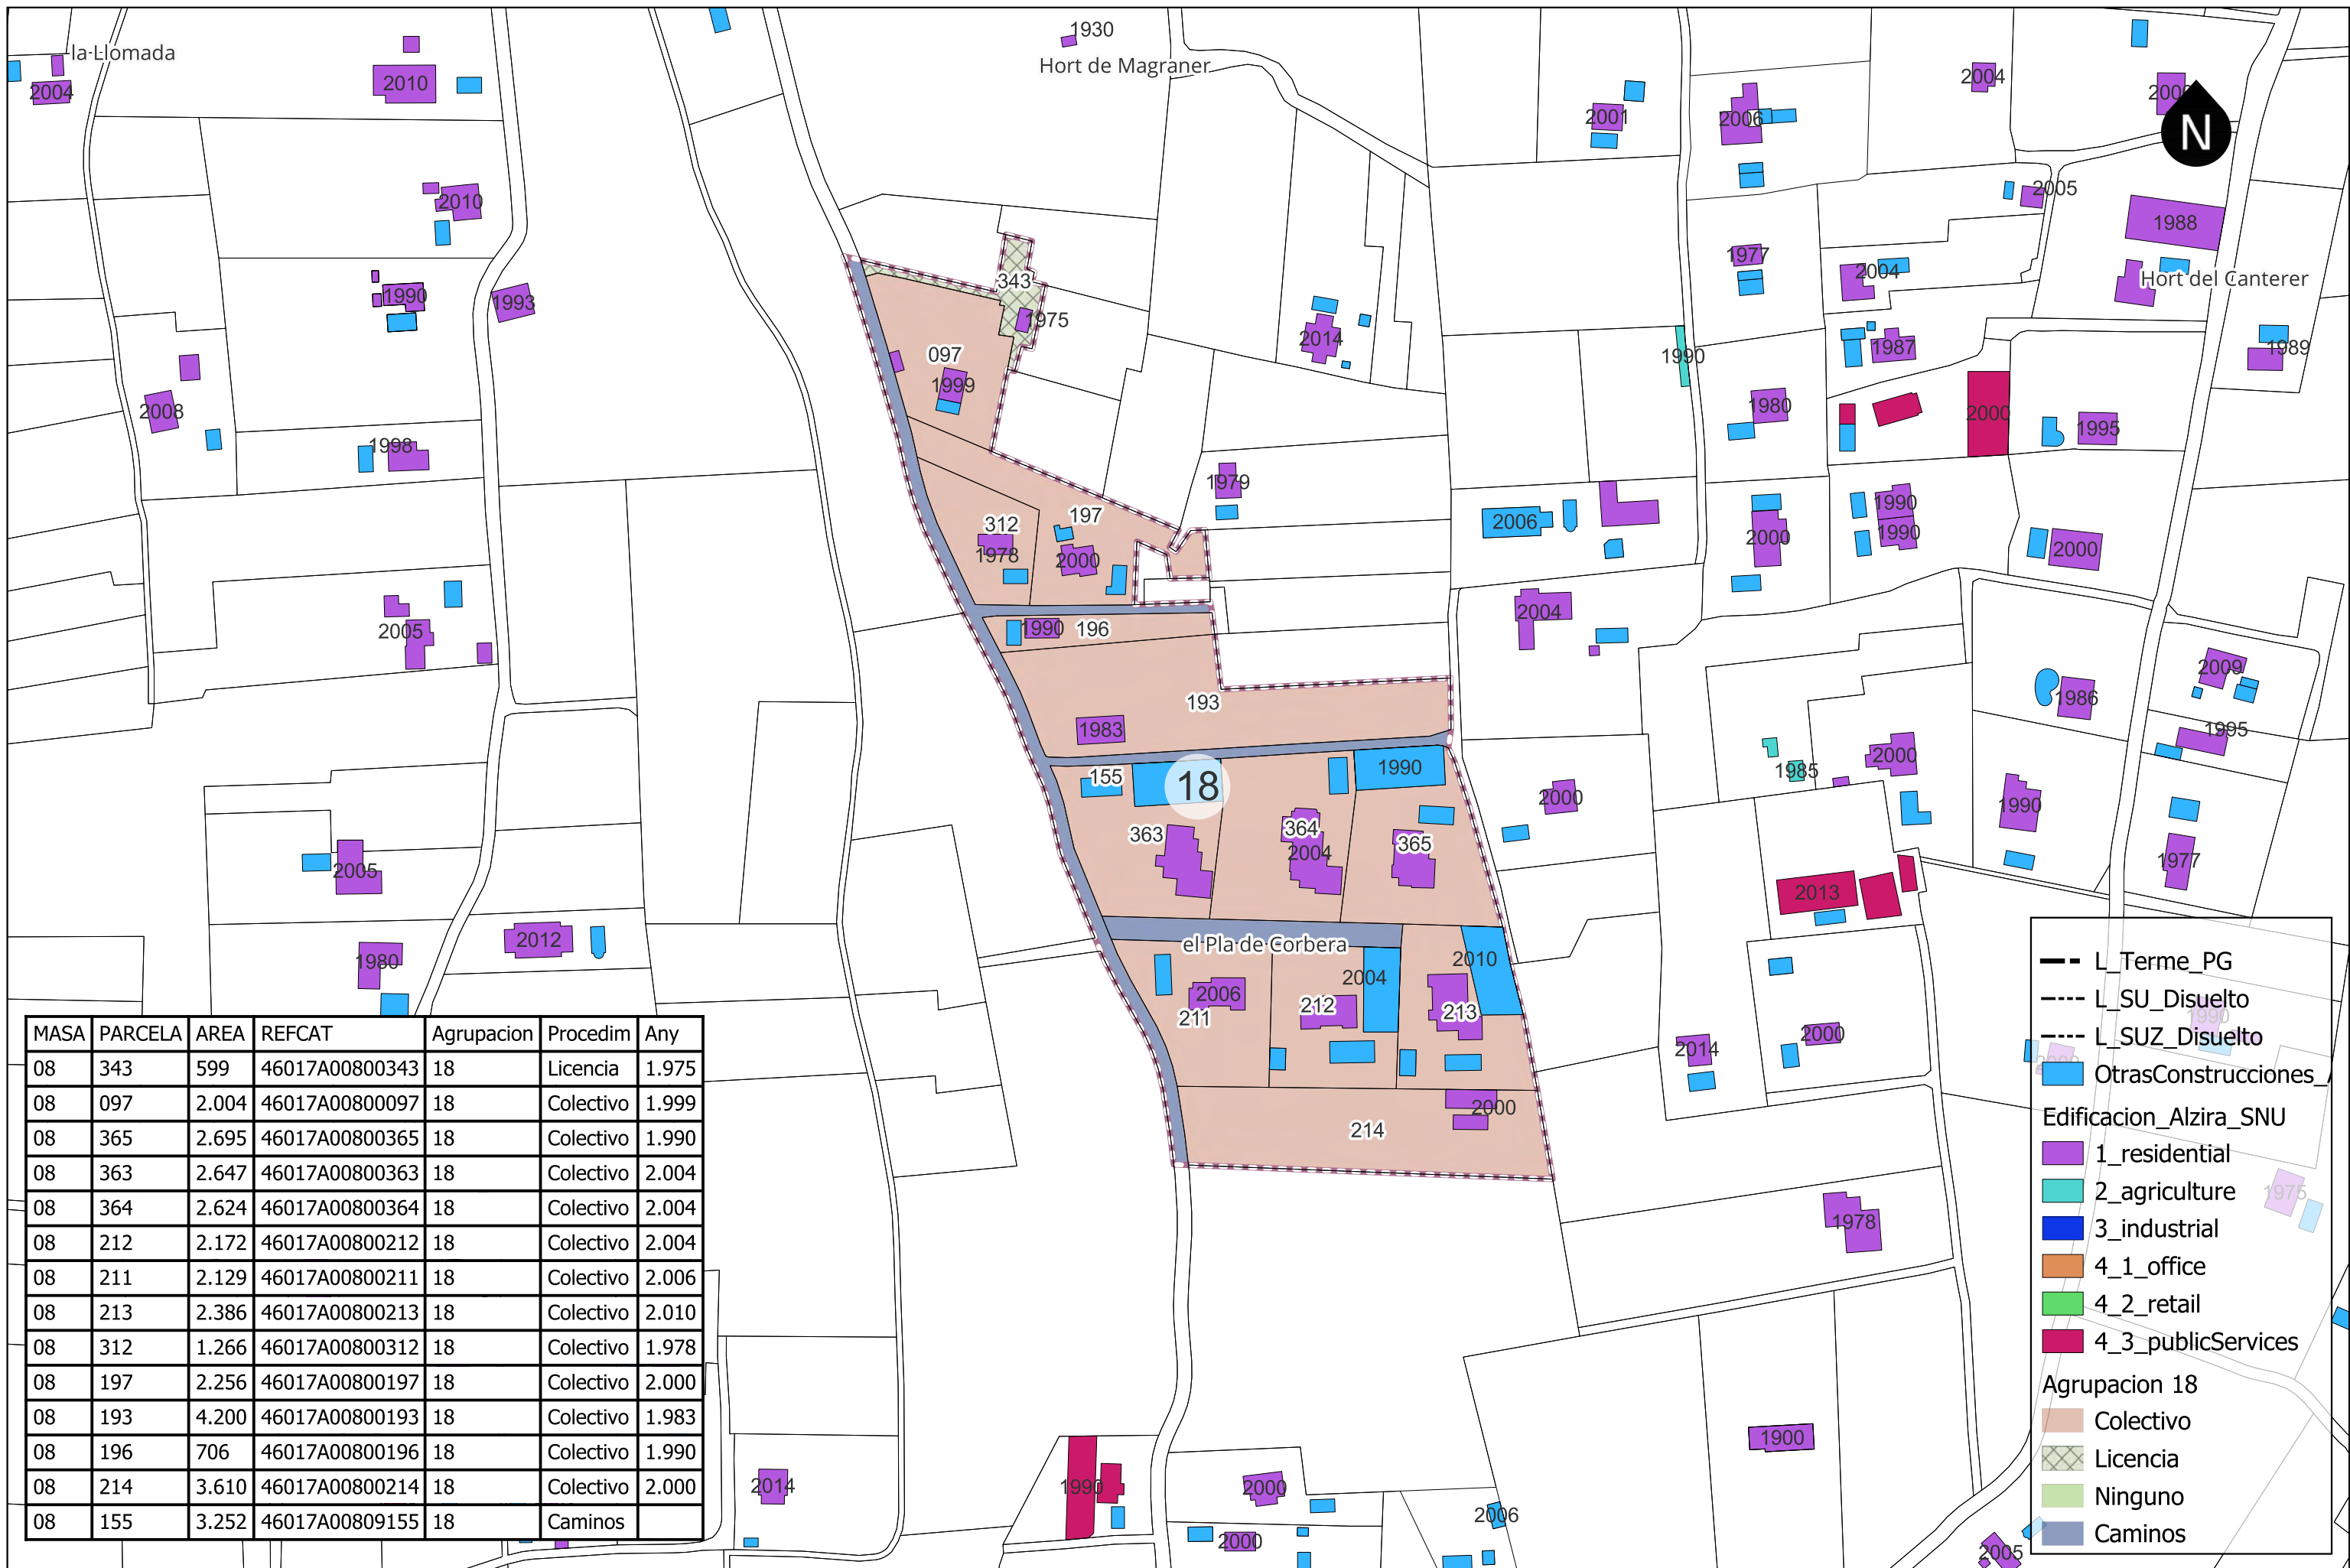 1930
la Llomada
Hort de Magraner
2004
2010
2004
2001
2006
N
2010
2005
1988
1977
2004
Hort del Canterer
343
1990
1993
1975
2014
1990
1987
1989
097
1999
2008
1980
2000
1995
1998
1979
197
312
1978
2000
2006
1990
1990
2000
2000
2005
1990
196
2004
2009
1986
193
1983
1995
155
18
1990
1985
2000
2000
1990
363
364
2004
365
1977
2005
2013
2012
1980
el Pla de Corbera
2010
2004
2006
211
212
213
2014
2000
1990
2000
214
1975
1978
1900
2014
1990
2000
2000
2006
2005
MASA PARCELA AREA REFCAT Agrupacion Procedim Any
08 343 599 46017A00800343 18 Licencia 1.975
08 097 2.004 46017A00800097 18 Colectivo 1.999
08 365 2.695 46017A00800365 18 Colectivo 1.990
08 363 2.647 46017A00800363 18 Colectivo 2.004
08 364 2.624 46017A00800364 18 Colectivo 2.004
08 212 2.172 46017A00800212 18 Colectivo 2.004
08 211 2.129 46017A00800211 18 Colectivo 2.006
08 213 2.386 46017A00800213 18 Colectivo 2.010
08 312 1.266 46017A00800312 18 Colectivo 1.978
08 197 2.256 46017A00800197 18 Colectivo 2.000
08 193 4.200 46017A00800193 18 Colectivo 1.983
08 196 706 46017A00800196 18 Colectivo 1.990
08 214 3.610 46017A00800214 18 Colectivo 2.000
08 155 3.252 46017A00809155 18 Caminos
L_Terme_PG
L_SU_Disuelto
L_SUZ_Disuelto
OtrasConstrucciones_
Edificacion_Alzira_SNU
1_residential
2_agriculture
3_industrial
4_1_office
4_2_retail
4_3_publicServices
Agrupacion 18
Colectivo
Licencia
Ninguno
Caminos